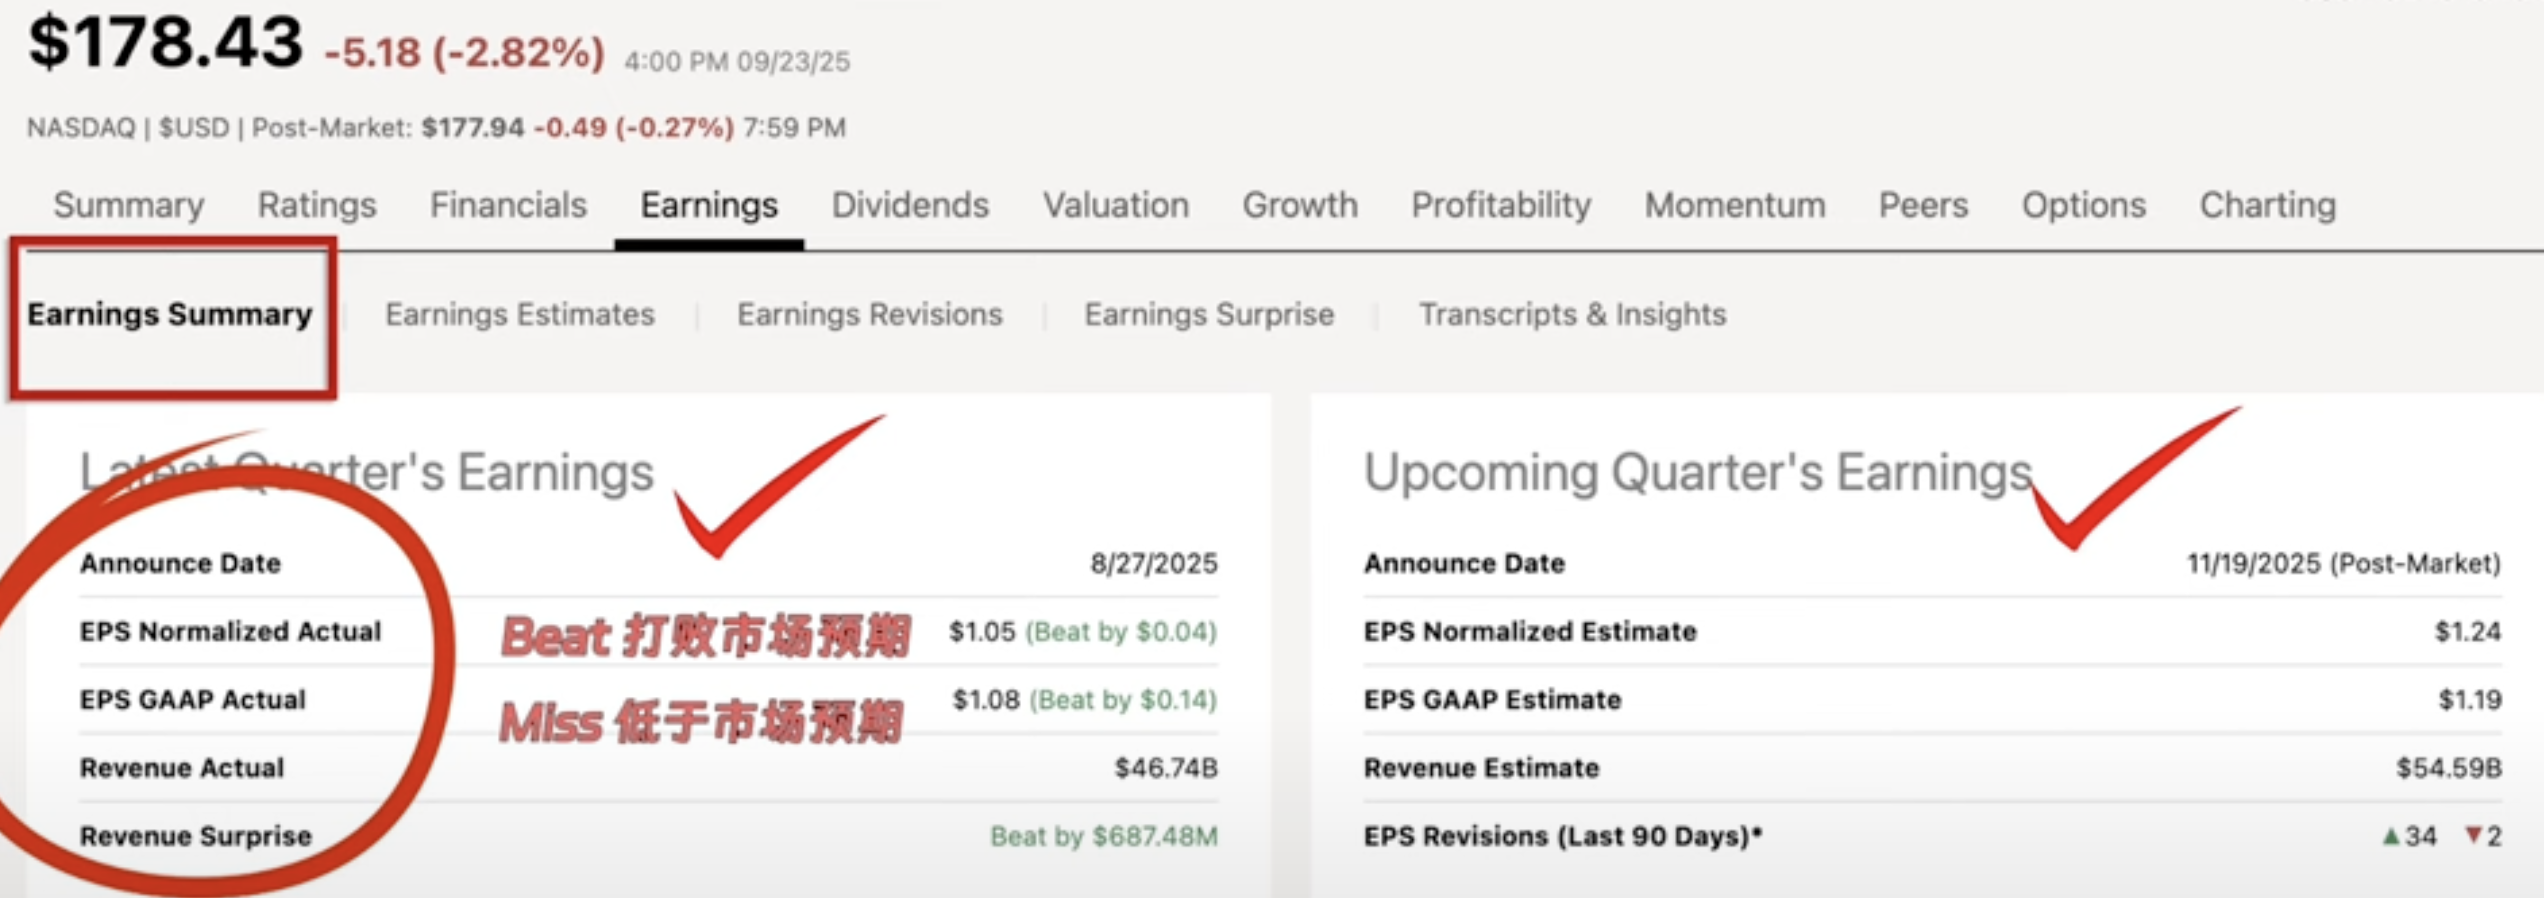 $178.43 -5.18 (-2.82%) 4:00 PM 09/23/25
NASDAQ | $USD | Post-Market: $177.94 -0.49 (-0.27%) 7:59 PM
Summary Ratings Financials Earnings Dividends Valuation Growth Profitability Momentum Peers Options Charting
Earnings Summary | Earnings Estimates | Earnings Revisions | Earnings Surprise | Transcripts & Insights
Latest Quarter's Earnings
Announce Date 8/27/2025
EPS Normalized Actual Beat 打败市场预期 $1.05 (Beat by $0.04)
EPS GAAP Actual Miss 低于市场预期 $1.08 (Beat by $0.14)
Revenue Actual $46.74B
Revenue Surprise Beat by $687.48M
Upcoming Quarter's Earnings
Announce Date 11/19/2025 (Post-Market)
EPS Normalized Estimate $1.24
EPS GAAP Estimate $1.19
Revenue Estimate $54.59B
EPS Revisions (Last 90 Days)* ▲34 ▼2